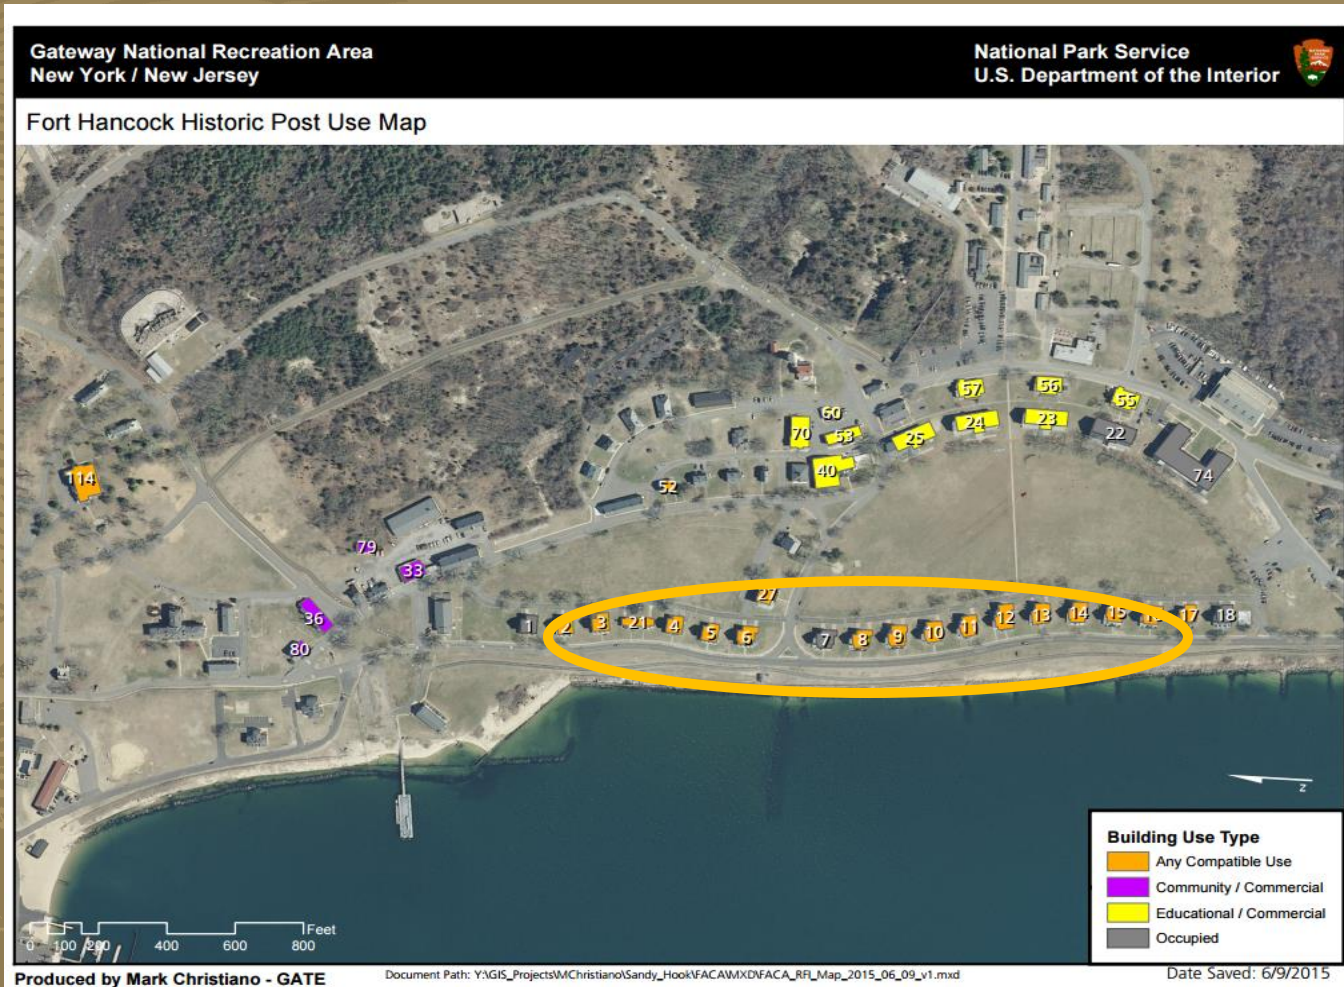 Gateway National Recreation Area
New York / New Jersey
National Park Service
U.S. Department of the Interior
Fort Hancock Historic Post Use Map
57
56
55
60
70
53
25
24
23
22
40
74
114
52
79
33
27
36
80
1
2
3
21
4
5
6
7
8
9
10
11
12
13
14
15
16
17
18
z
Building Use Type
Any Compatible Use
Community / Commercial
Educational / Commercial
Occupied
Feet
0 100 200 400 600 800
Produced by Mark Christiano - GATE
Document Path: Y:\GIS_Projects\MChristiano\Sandy_Hook\FACA\MXD\FACA_RFI_Map_2015_06_09_v1.mxd
Date Saved: 6/9/2015